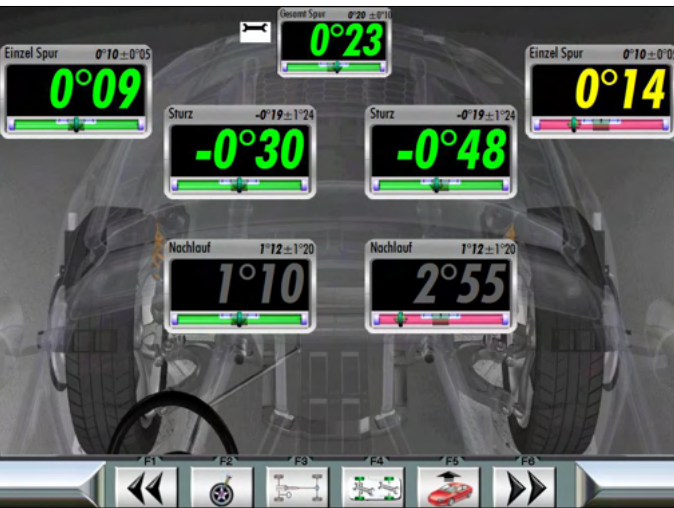 Gesamt Spur 0°20 ±0°10
0°23
Einzel Spur 0°10±0°05
0°09
Einzel Spur 0°10±0°05
0°14
Sturz -0°19±1°24
-0°30
Sturz -0°19±1°24
-0°48
Nachlauf 1°12±1°20
1°10
Nachlauf 1°12±1°20
2°55
F1 F2 F3 F4 F5 F6